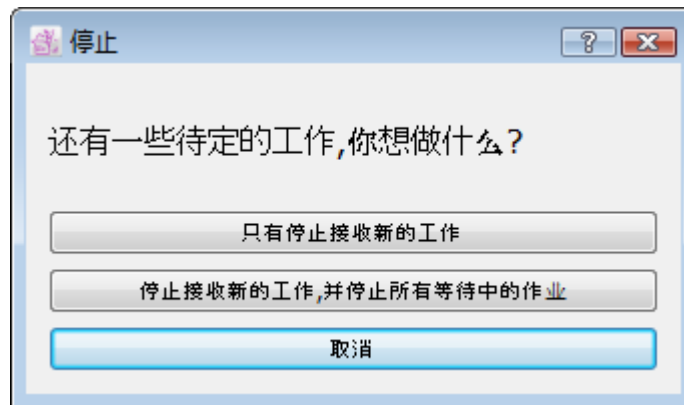 停止
还有一些待定的工作,你想做什么?
只有停止接收新的工作
停止接收新的工作,并停止所有等待中的作业
取消